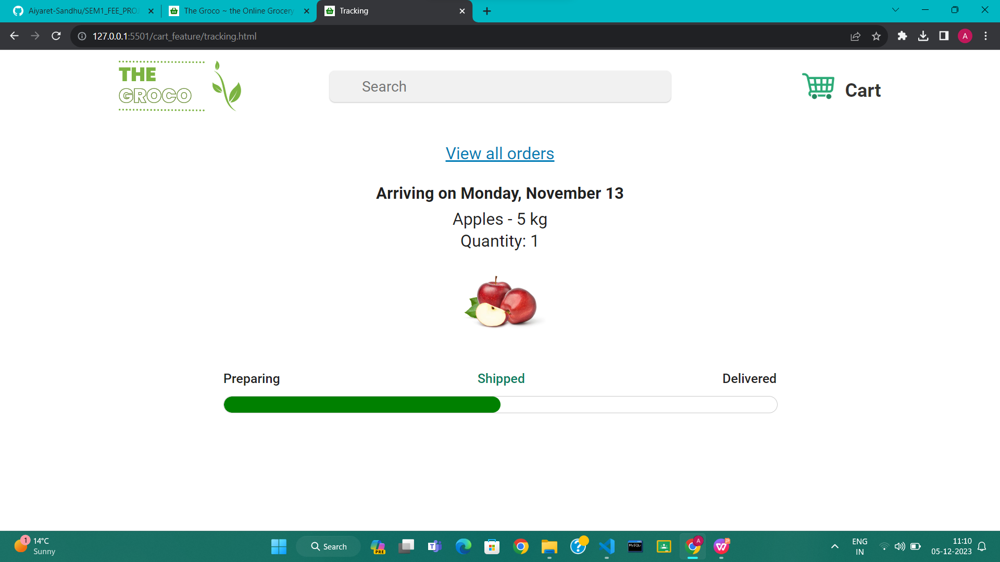 Aiyaret-Sandhu/SEM1_FEE_PRO
The Groco ~ the Online Grocery
Tracking
127.0.0.1:5501/cart_feature/tracking.html
A
THE
GROCO
Search
Cart
View all orders
Arriving on Monday, November 13
Apples - 5 kg
Quantity: 1
Preparing
Shipped
Delivered
1
14°C
Sunny
Search
PRE
MySQL
A
ENG
IN
11:10
05-12-2023